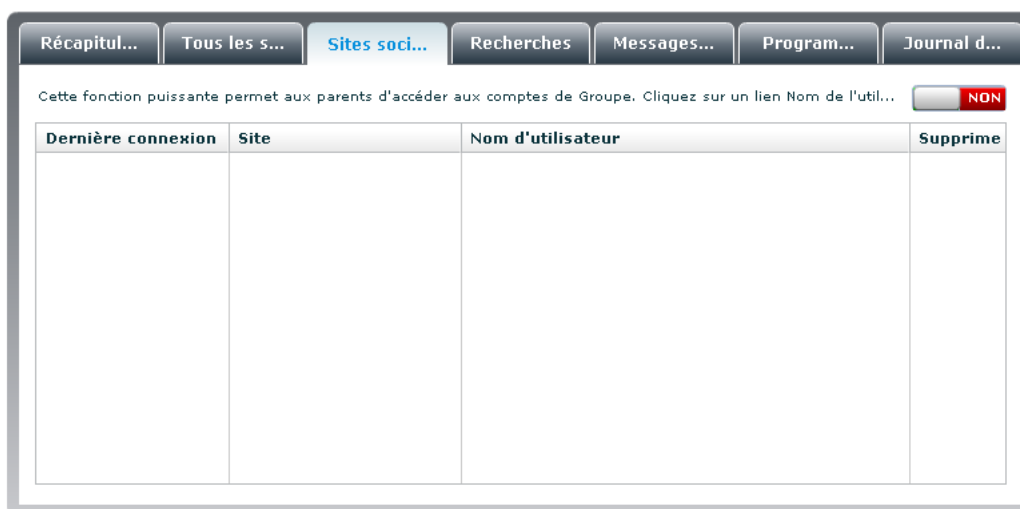 Récapitul... Tous les s... Sites soci... Recherches Messages... Program... Journal d...
Cette fonction puissante permet aux parents d'accéder aux comptes de Groupe. Cliquez sur un lien Nom de l'util... NON
Dernière connexion Site Nom d'utilisateur Supprime